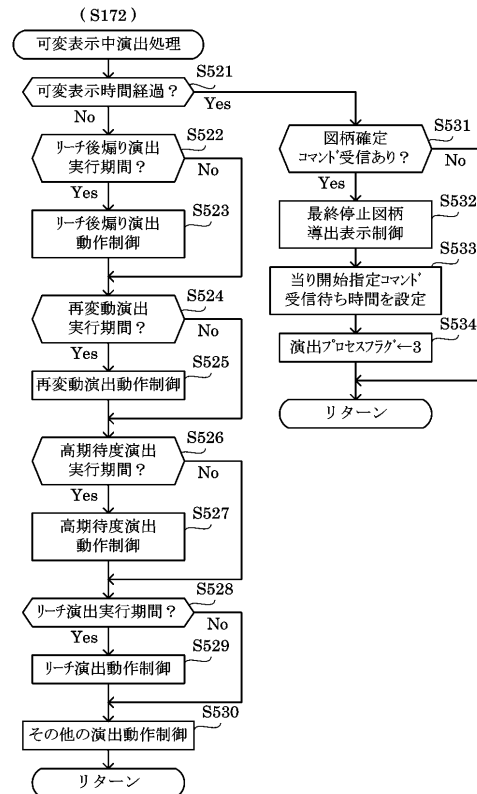 (S172)
可変表示中演出処理
可変表示時間経過？
S521
No
Yes
リーチ後煽り演出
実行期間？
S522
Yes
No
リーチ後煽り演出
動作制御
S523
再変動演出
実行期間？
S524
Yes
No
再変動演出動作制御
S525
高期待度演出
実行期間？
S526
Yes
No
高期待度演出
動作制御
S527
リーチ演出実行期間？
S528
Yes
No
リーチ演出動作制御
S529
その他の演出動作制御
S530
リターン
図柄確定
コマンド受信あり？
S531
Yes
No
最終停止図柄
導出表示制御
S532
当り開始指定コマンド
受信待ち時間を設定
S533
演出プロセスフラグ←3
S534
リターン